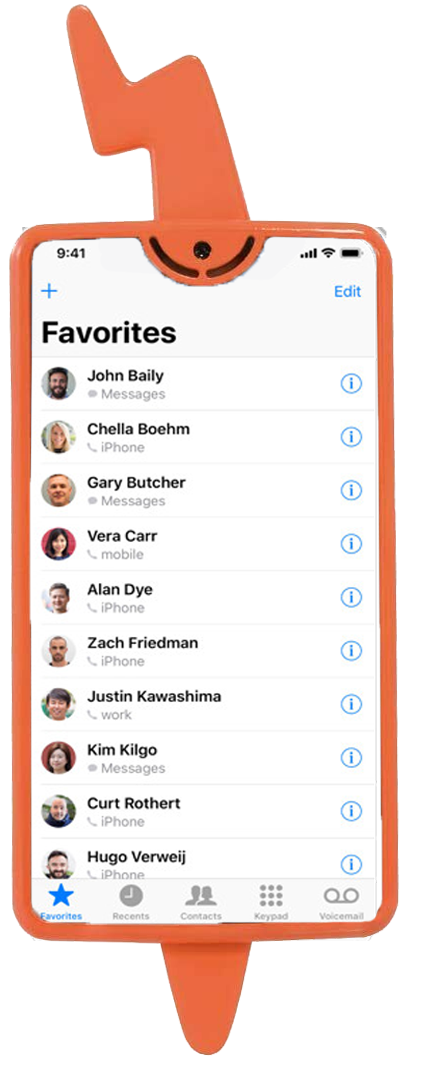 9:41
Edit
Favorites
John Baily
Messages
Chella Boehm
iPhone
Gary Butcher
Messages
Vera Carr
mobile
Alan Dye
iPhone
Zach Friedman
iPhone
Justin Kawashima
work
Kim Kilgo
Messages
Curt Rothert
iPhone
Hugo Verweij
iPhone
Favorites
Recents
Contacts
Keypad
Voicemail